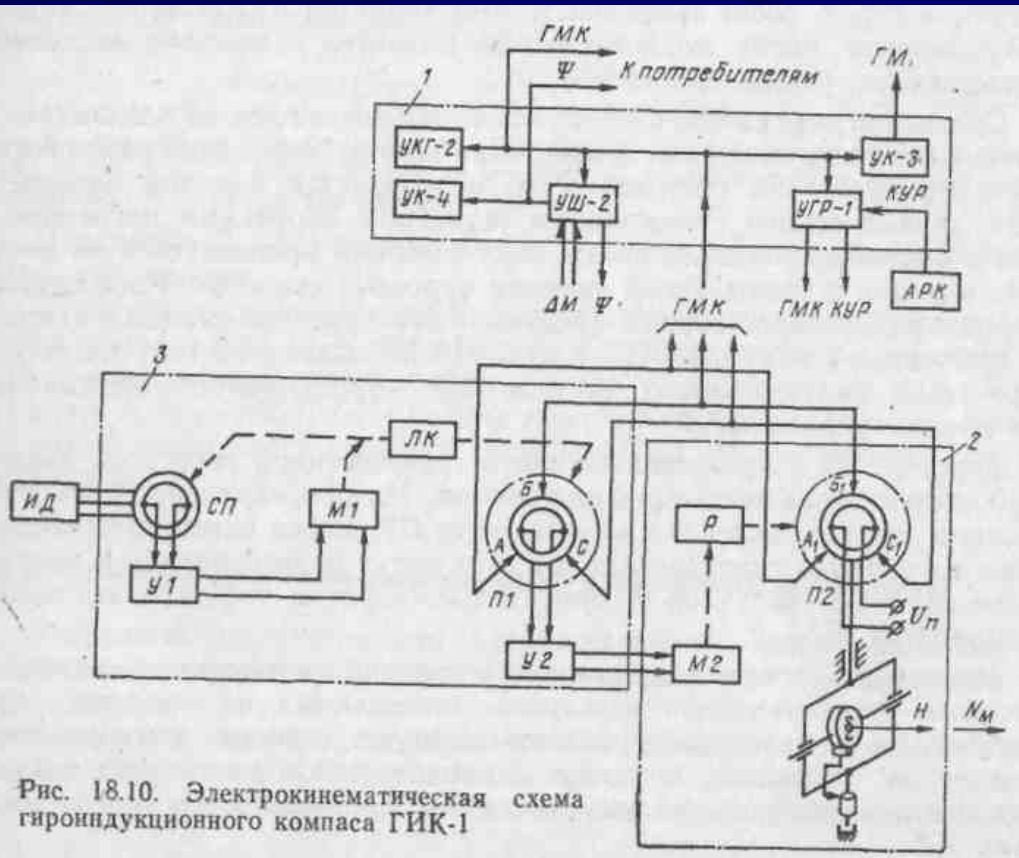 ГМК
Ψ
К потребителям
ГМ.
1
УКГ-2
УК-3
УК-4
УШ-2
УГР-1
КУР
АРК
ΔИ Ψ
ГМК КУР
ГМК
3
2
ЛК
ИД
СП
М1
Б
Б₁
Р
А
С
А₁
С₁
У1
П1
П2
Uп
У2
М2
Н
Nм
Рис. 18.10. Электрокинематическая схема
гироиндукционного компаса ГИК-1